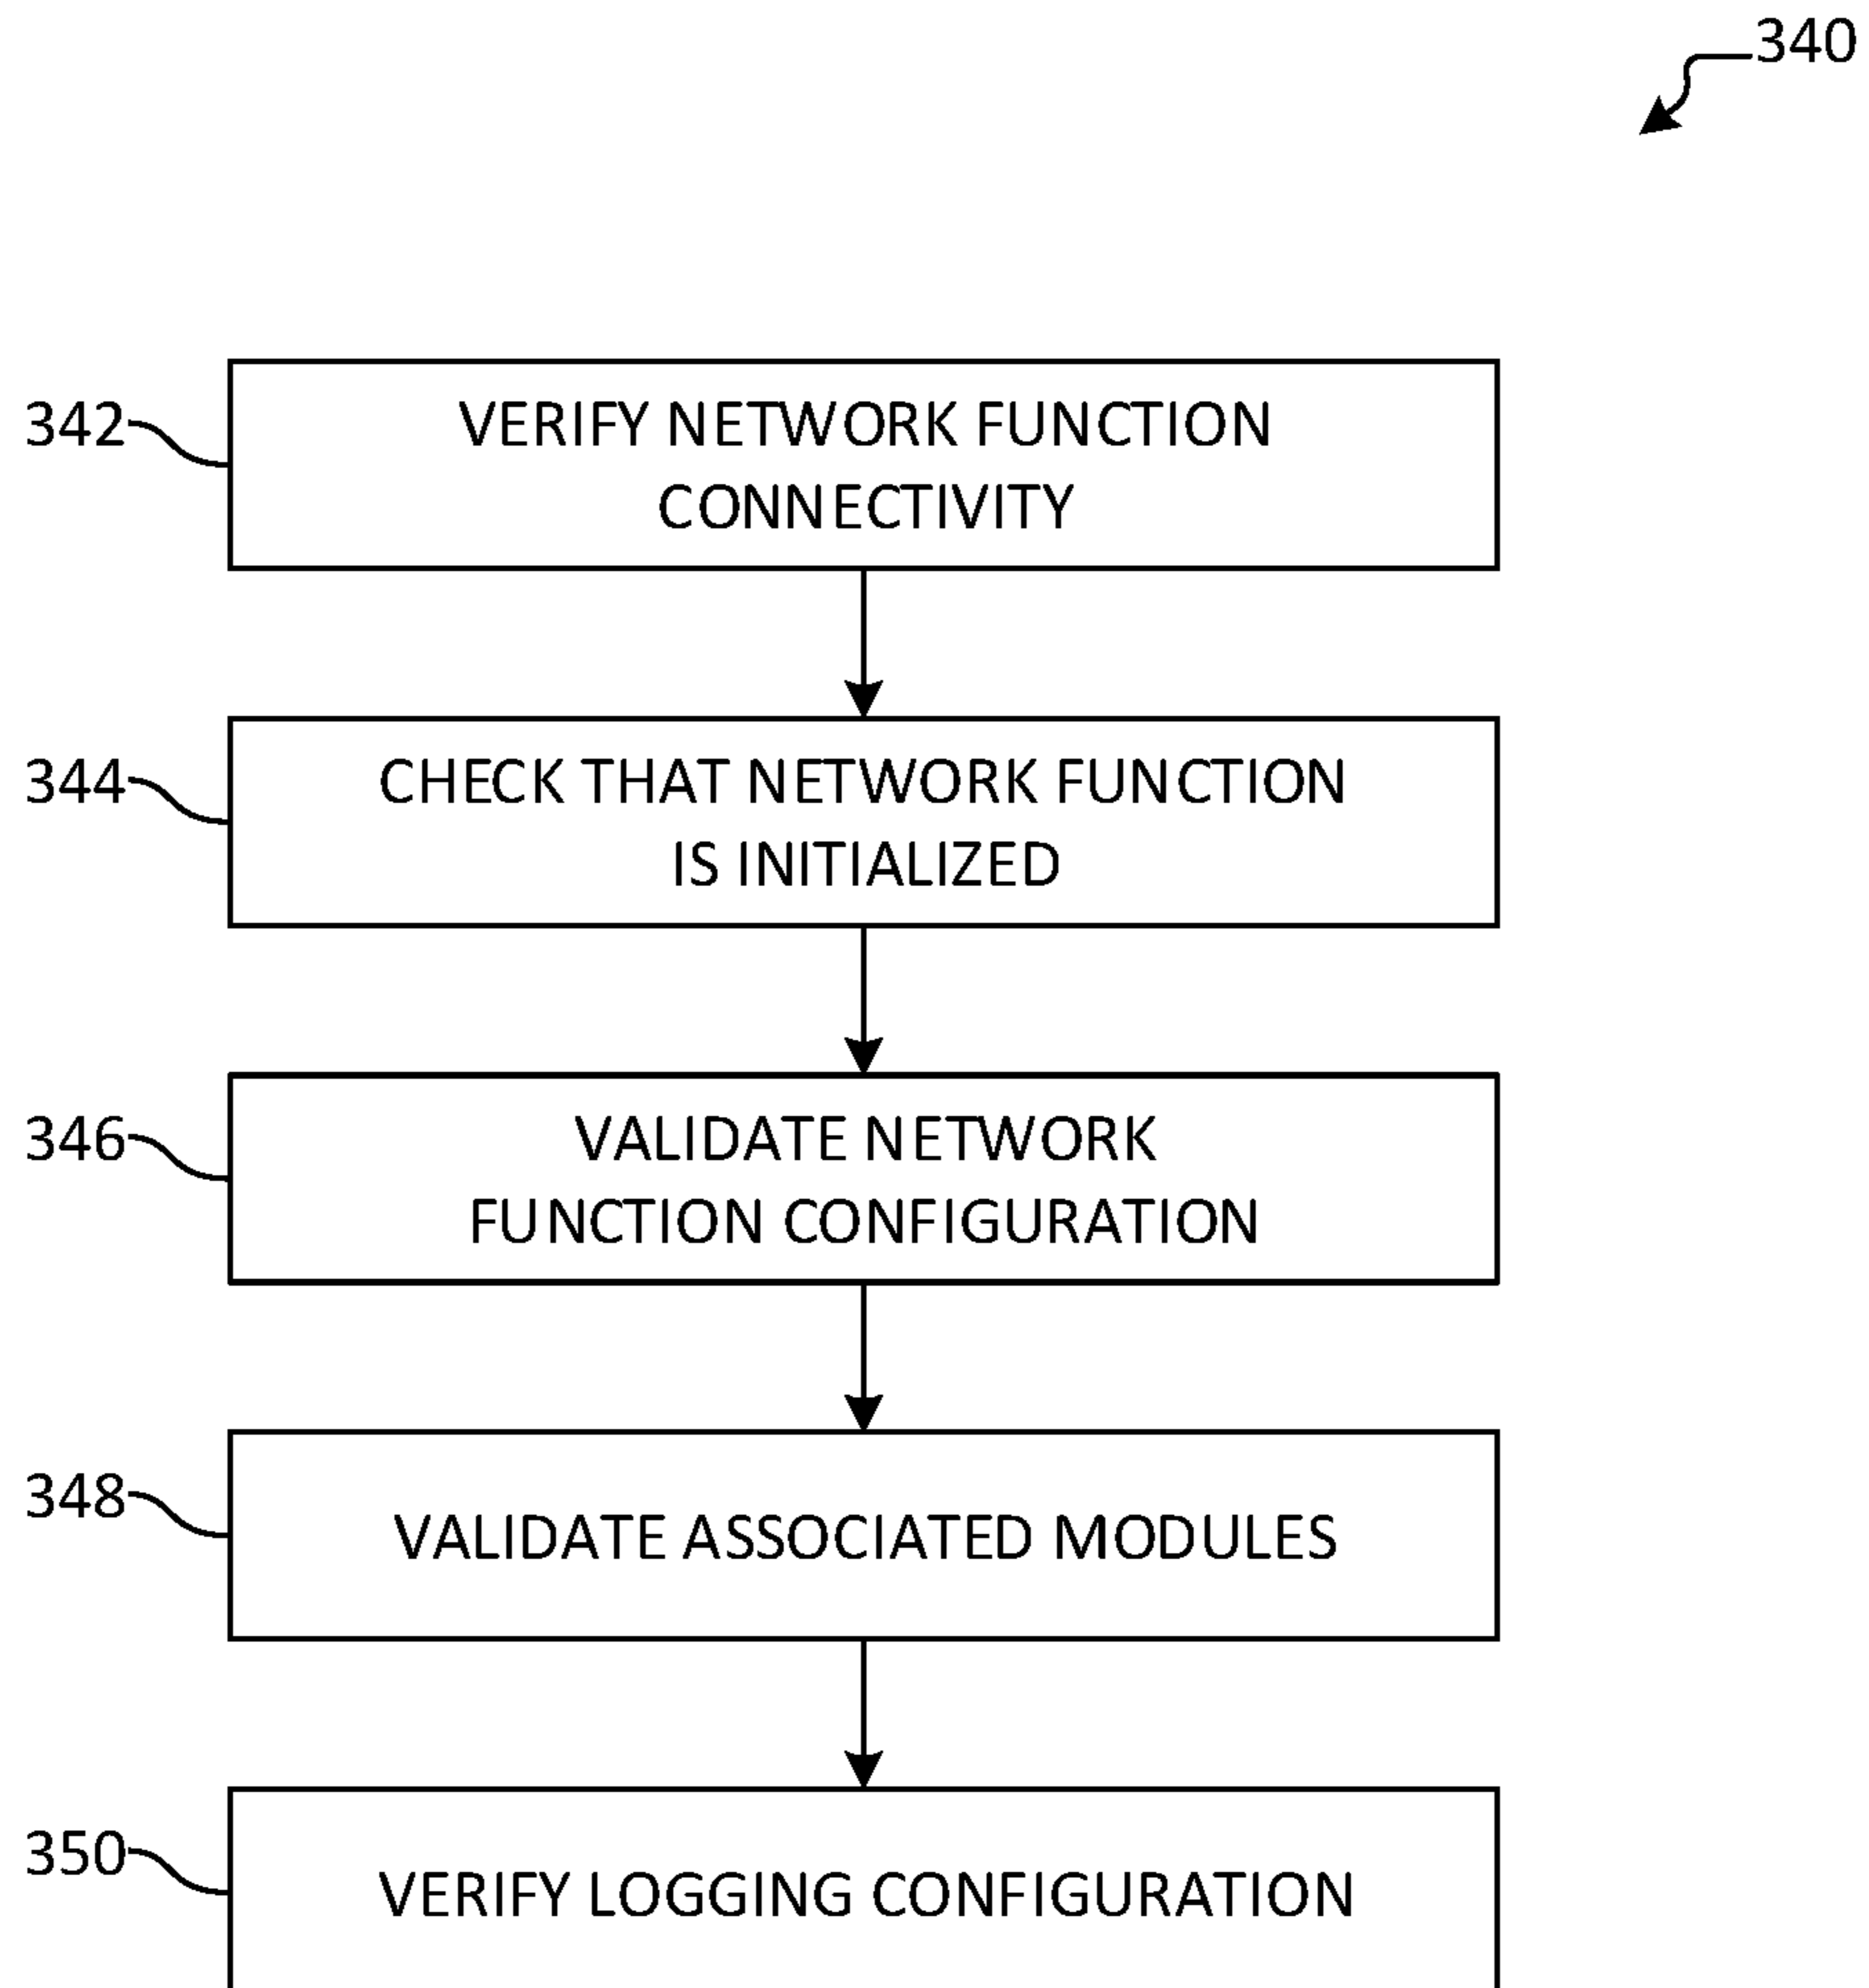 340
342
VERIFY NETWORK FUNCTION
CONNECTIVITY
344
CHECK THAT NETWORK FUNCTION
IS INITIALIZED
346
VALIDATE NETWORK
FUNCTION CONFIGURATION
348
VALIDATE ASSOCIATED MODULES
350
VERIFY LOGGING CONFIGURATION